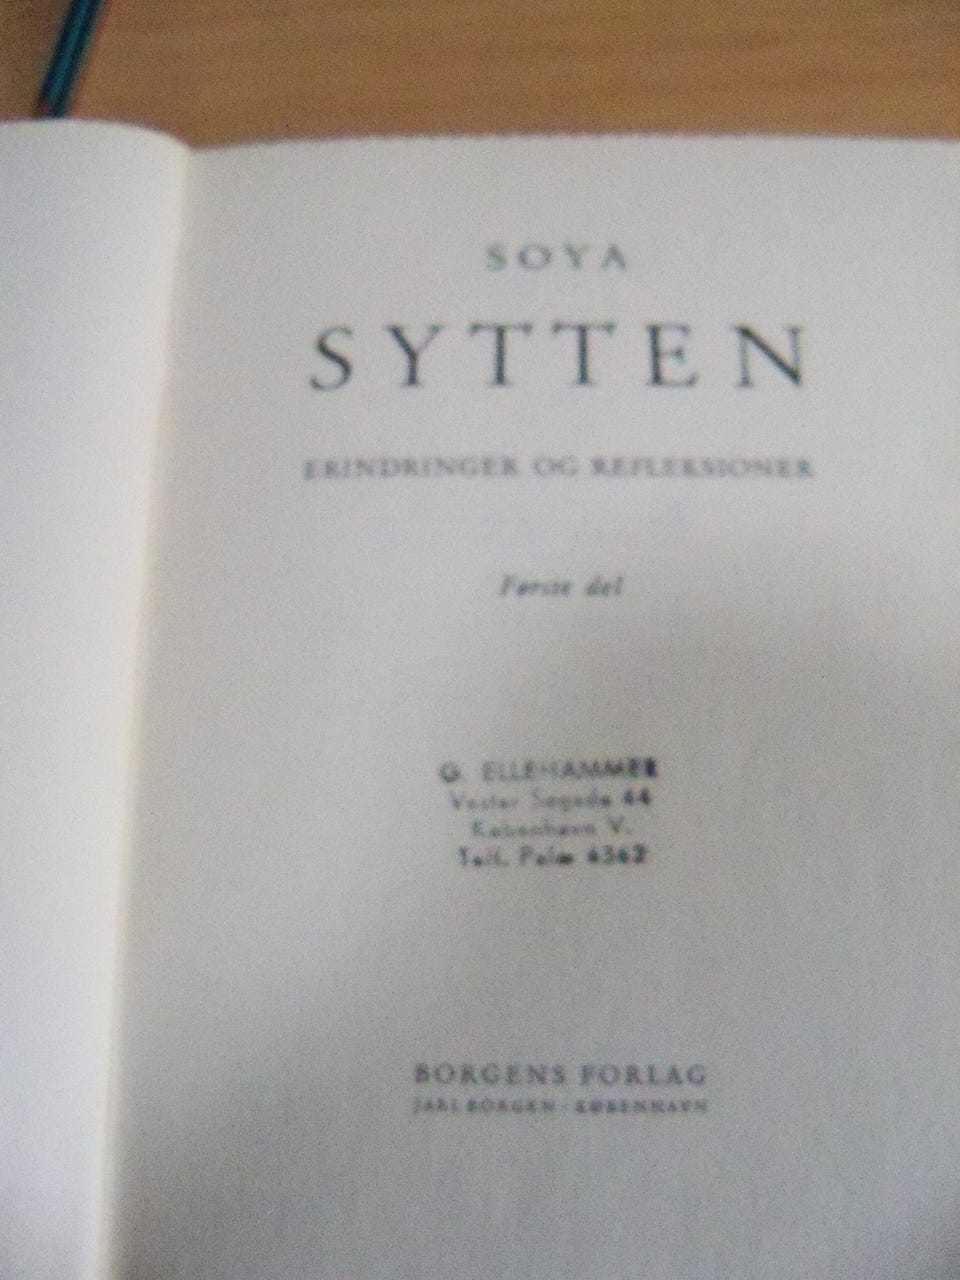 SOYA
SYTTEN
ERINDRINGER OG REFLEKSIONER
Første del
G. ELLEHAMMER
Vester Søgade 44
København V.
Telf. Palæ 4362
BORGENS FORLAG
JARL BORGEN · KØBENHAVN